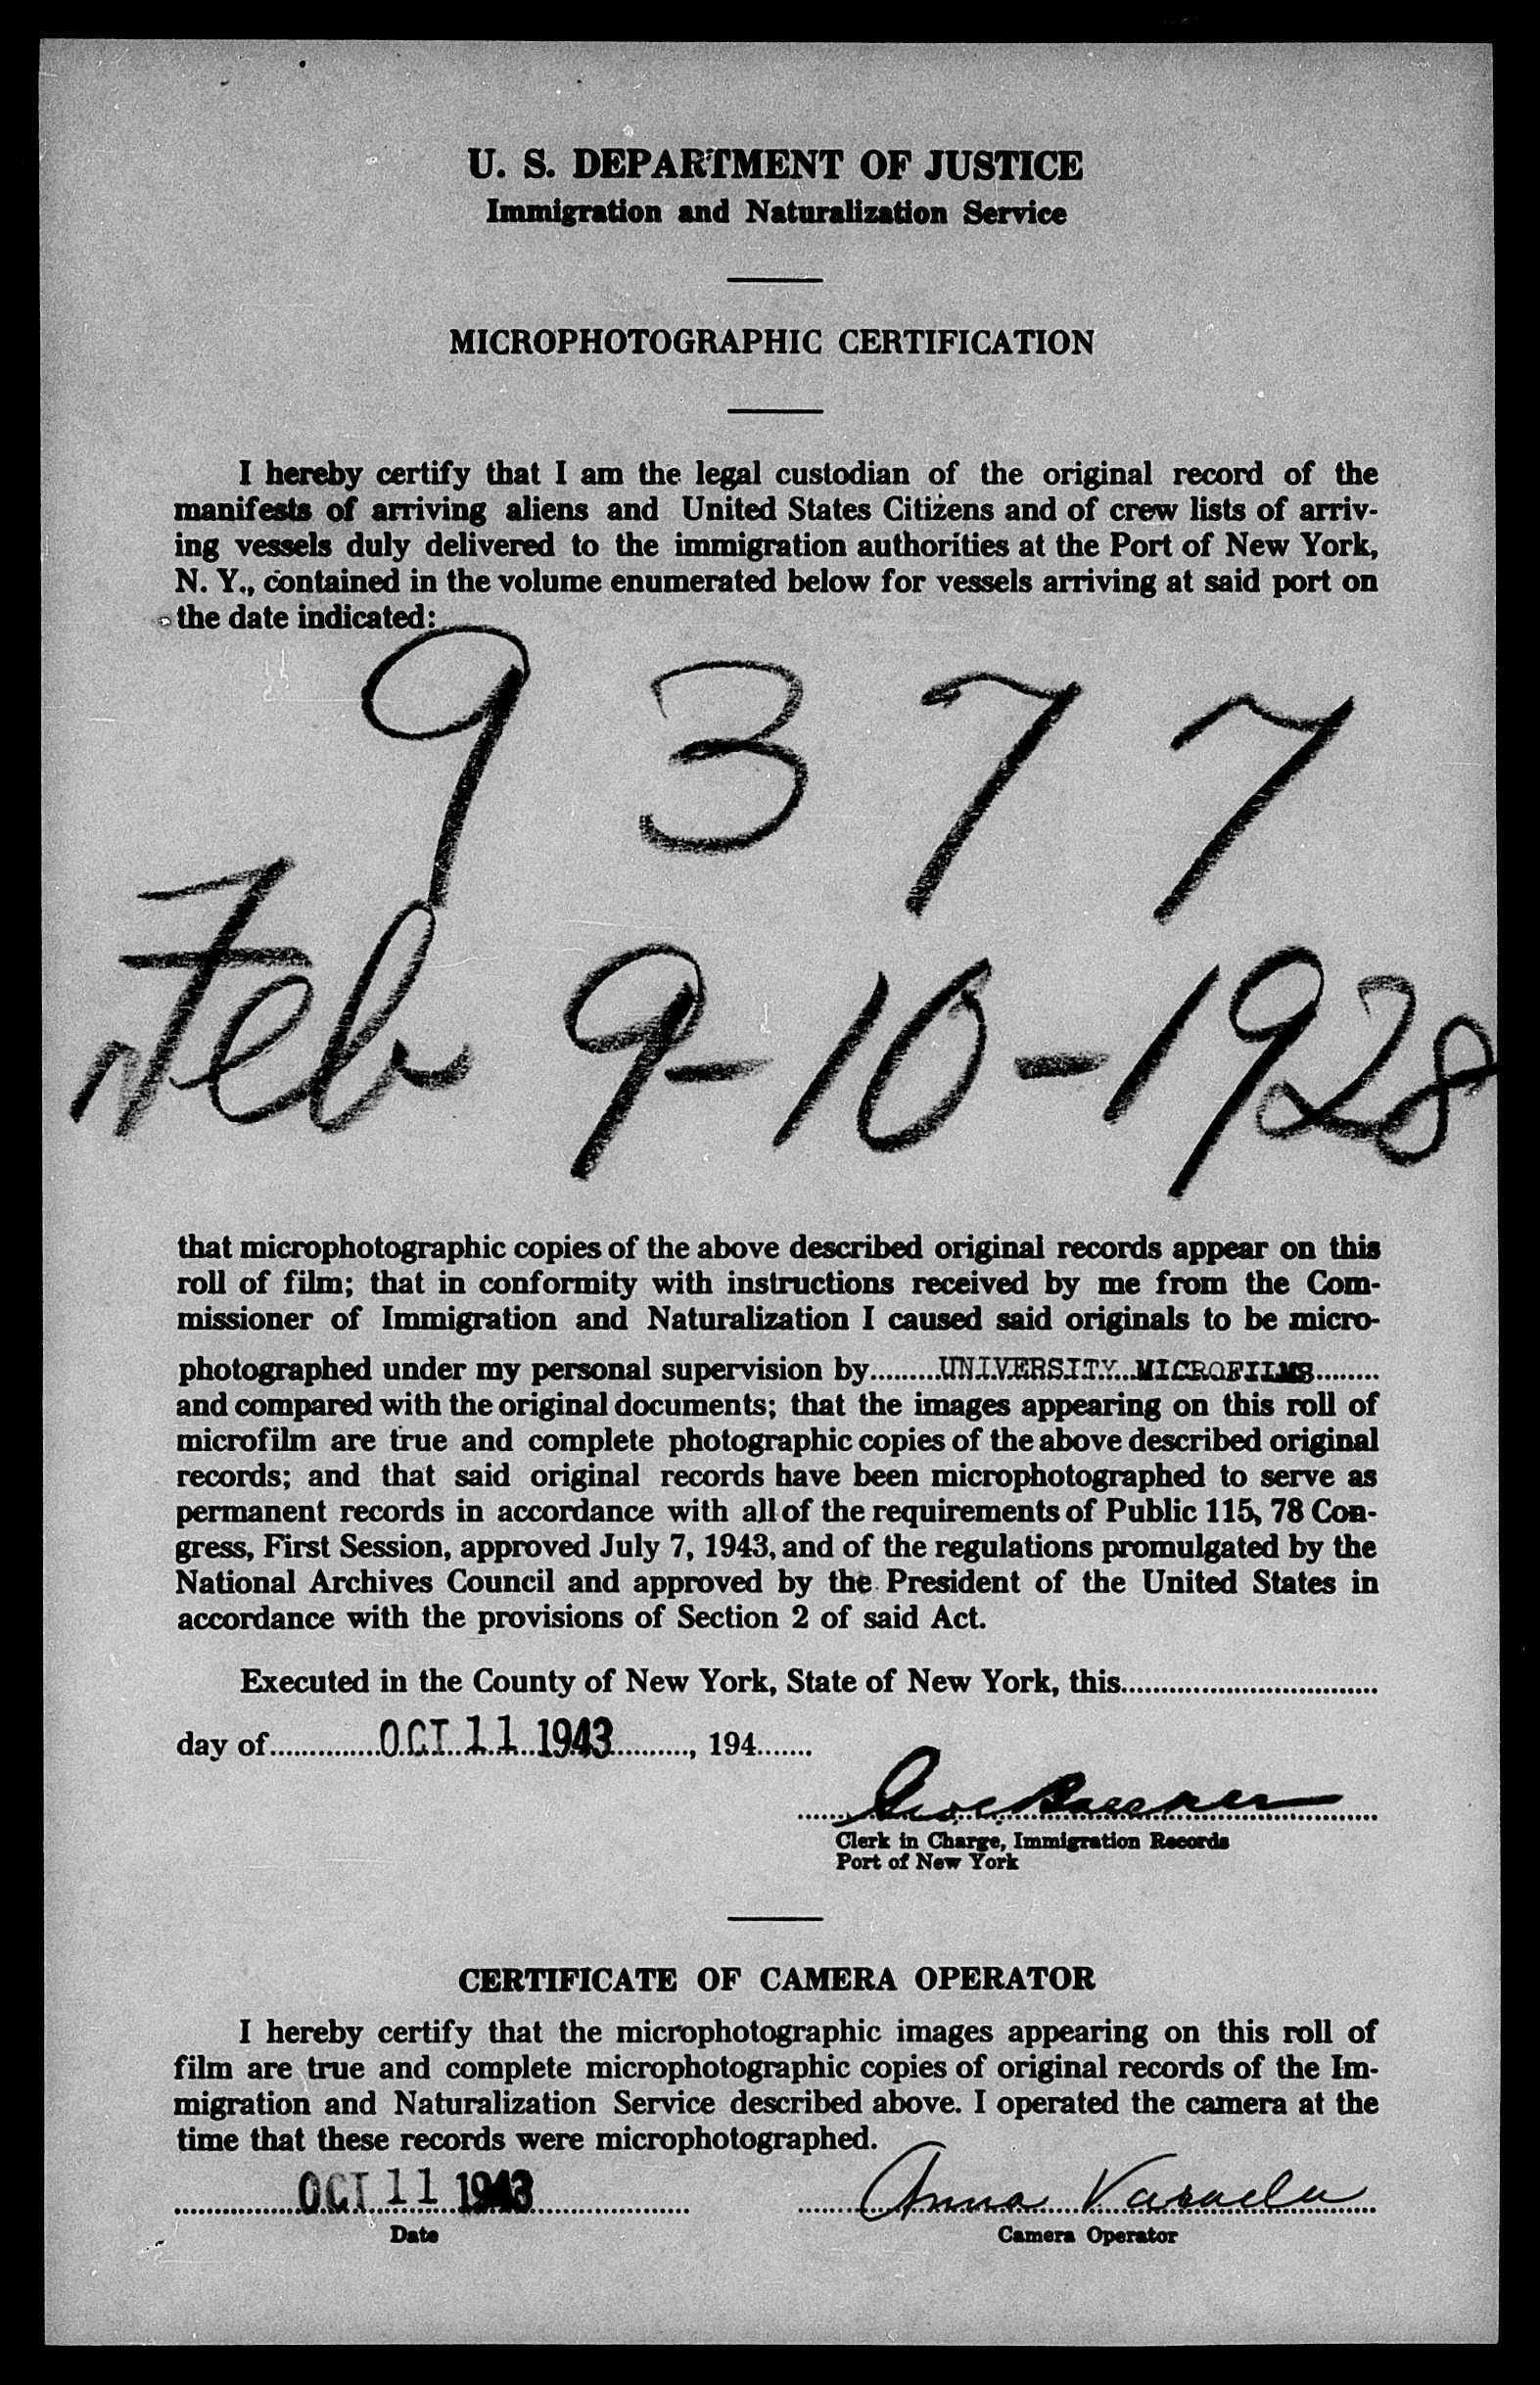 U. S. DEPARTMENT OF JUSTICE
Immigration and Naturalization Service
MICROPHOTOGRAPHIC CERTIFICATION
I hereby certify that I am the legal custodian of the original record of the
manifests of arriving aliens and United States Citizens and of crew lists of arriv-
ing vessels duly delivered to the immigration authorities at the Port of New York,
N. Y., contained in the volume enumerated below for vessels arriving at said port on
the date indicated:
9377
Feb 9-10-1928
that microphotographic copies of the above described original records appear on this
roll of film; that in conformity with instructions received by me from the Com-
missioner of Immigration and Naturalization I caused said originals to be micro-
photographed under my personal supervision by UNIVERSITY MICROFILMS
and compared with the original documents; that the images appearing on this roll of
microfilm are true and complete photographic copies of the above described original
records; and that said original records have been microphotographed to serve as
permanent records in accordance with all of the requirements of Public 115, 78 Con-
gress, First Session, approved July 7, 1943, and of the regulations promulgated by the
National Archives Council and approved by the President of the United States in
accordance with the provisions of Section 2 of said Act.
Executed in the County of New York, State of New York, this
day of OCT 11 1943, 194
Clerk in Charge, Immigration Records
Port of New York
CERTIFICATE OF CAMERA OPERATOR
I hereby certify that the microphotographic images appearing on this roll of
film are true and complete microphotographic copies of original records of the Im-
migration and Naturalization Service described above. I operated the camera at the
time that these records were microphotographed.
OCT 11 1943 Anna
Date Camera Operator